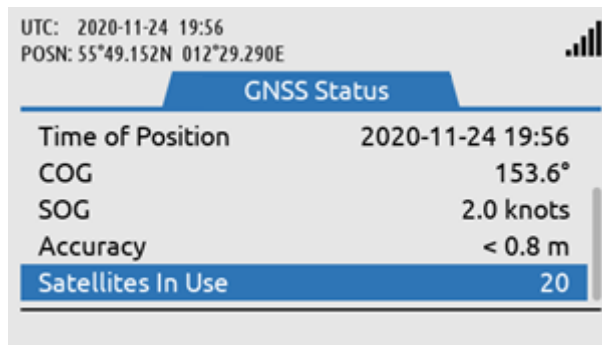 UTC: 2020-11-24 19:56
POSN: 55°49.152N 012°29.290E
GNSS Status
Time of Position 2020-11-24 19:56
COG 153.6°
SOG 2.0 knots
Accuracy < 0.8 m
Satellites In Use 20